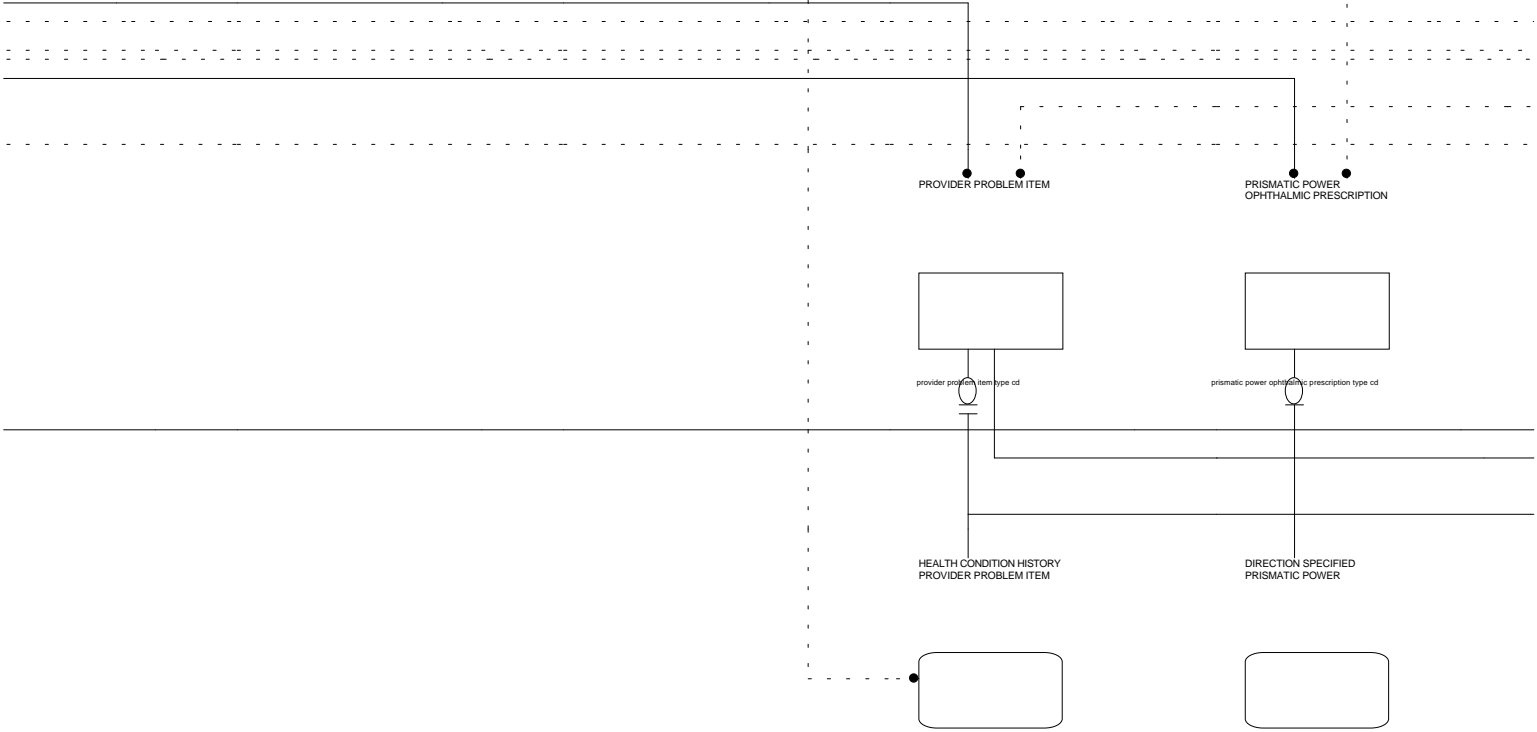 PROVIDER PROBLEM ITEM
PRISMATIC POWER
OPHTHALMIC PRESCRIPTION
provider problem item type cd
prismatic power ophthalmic prescription type cd
HEALTH CONDITION HISTORY
PROVIDER PROBLEM ITEM
DIRECTION SPECIFIED
PRISMATIC POWER